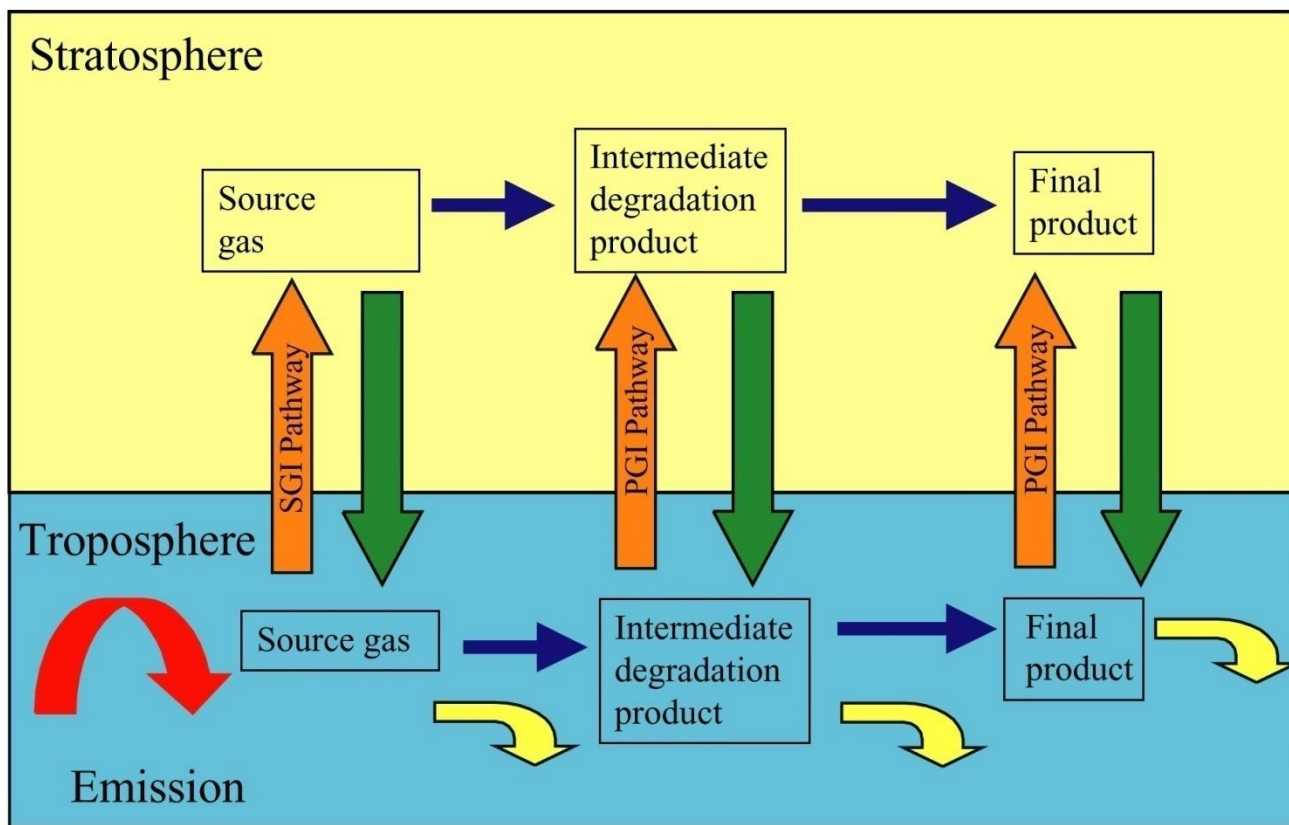 Stratosphere
Source
gas
Intermediate
degradation
product
Final
product
SGI Pathway
PGI Pathway
PGI Pathway
Troposphere
Source gas
Intermediate
degradation
product
Final
product
Emission